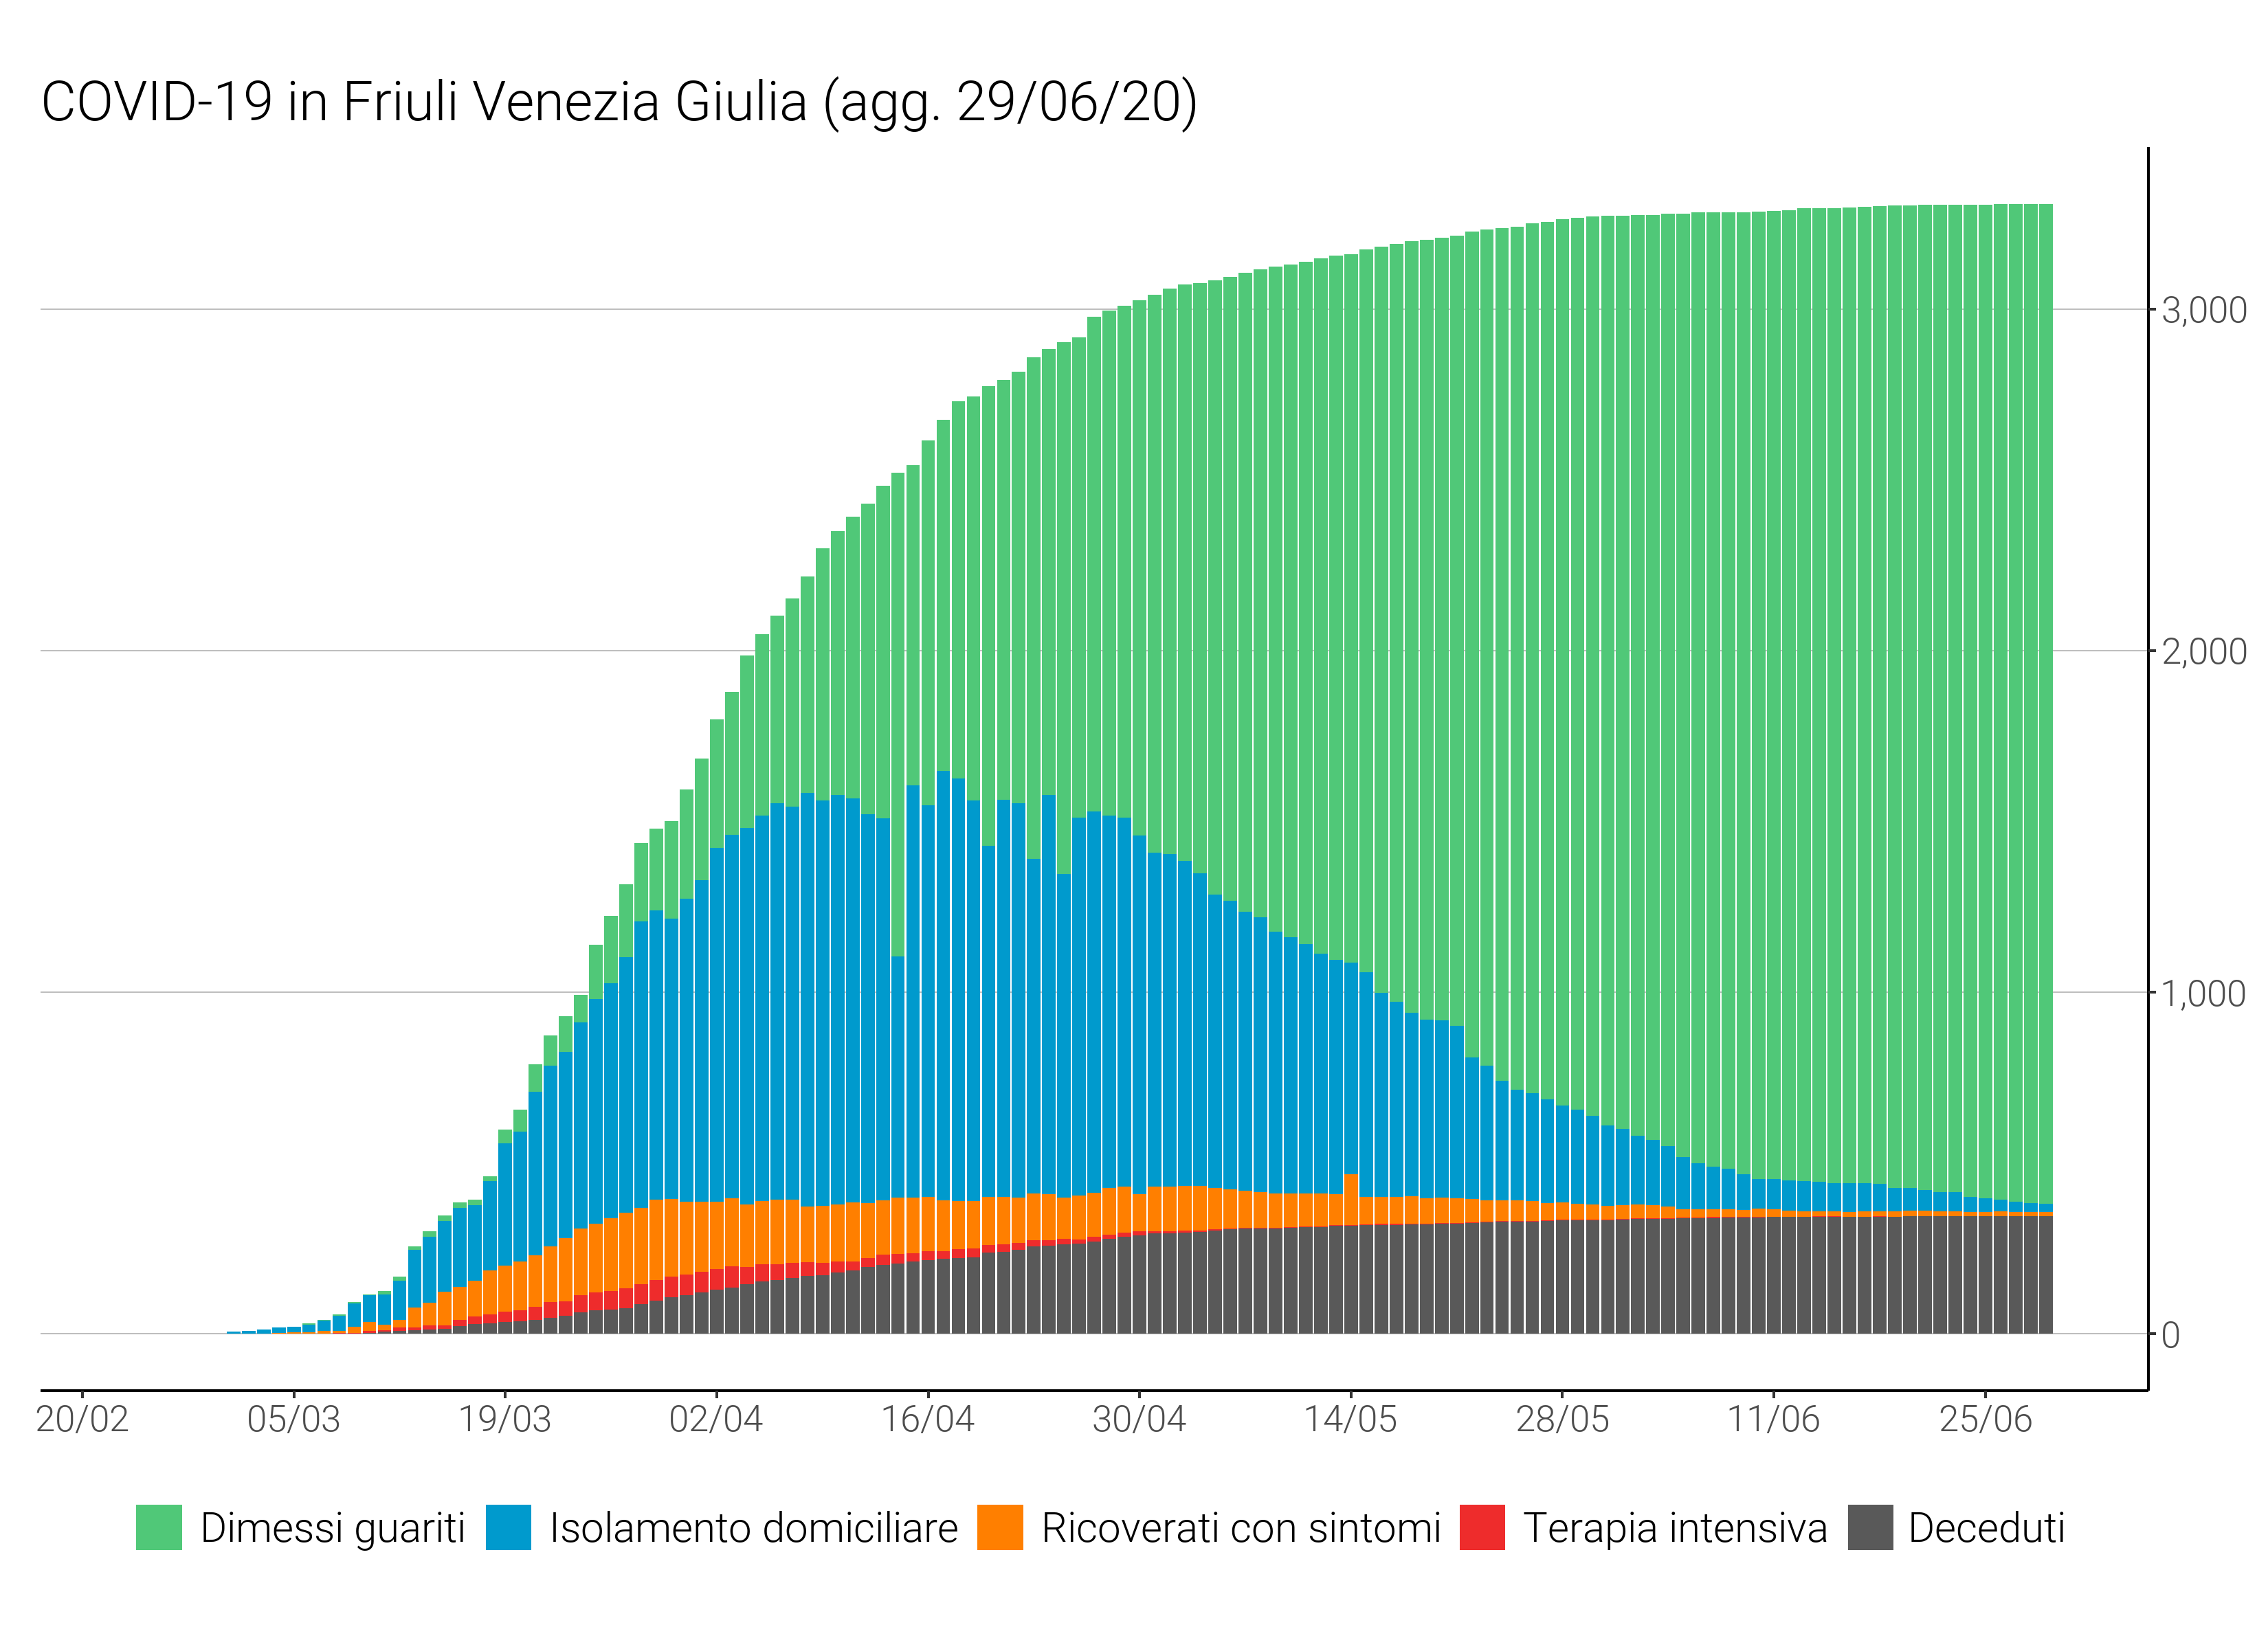 COVID-19 in Friuli Venezia Giulia (agg. 29/06/20)
3,000
2,000
1,000
0
20/02 05/03 19/03 02/04 16/04 30/04 14/05 28/05 11/06 25/06
Dimessi guariti Isolamento domiciliare Ricoverati con sintomi Terapia intensiva Deceduti